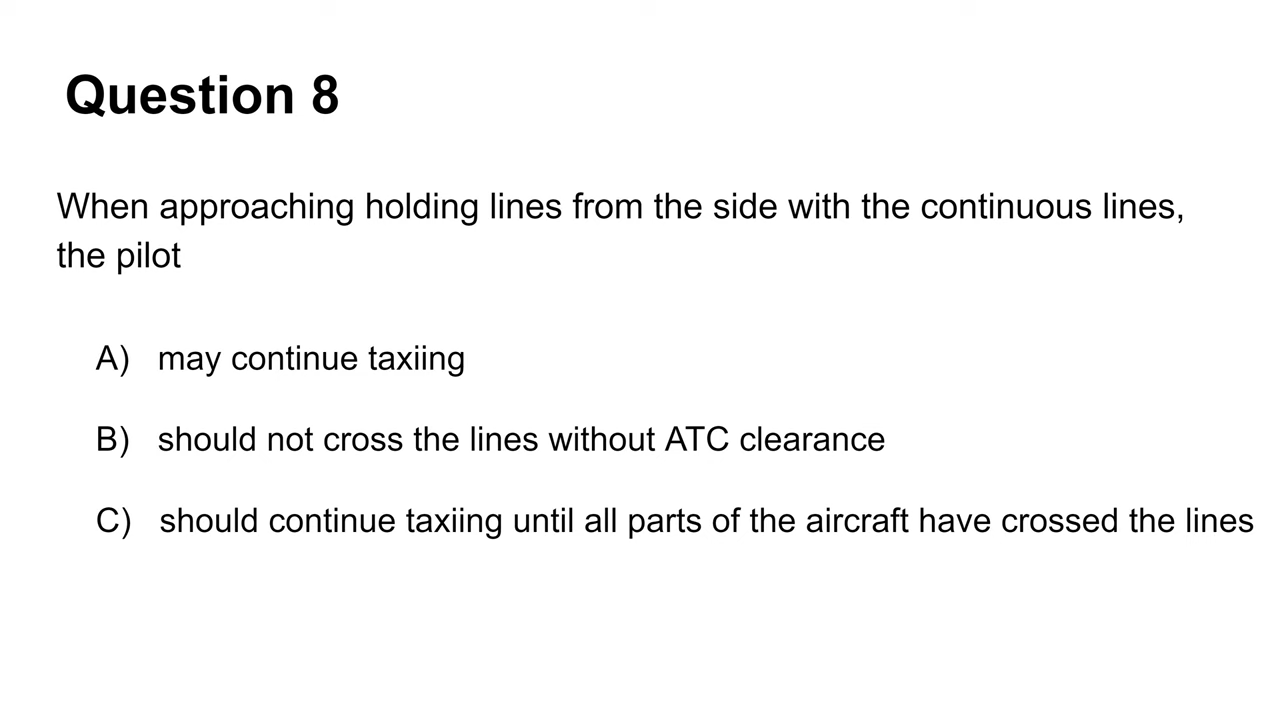 Question 8
When approaching holding lines from the side with the continuous lines,
the pilot
A) may continue taxiing
B) should not cross the lines without ATC clearance
C) should continue taxiing until all parts of the aircraft have crossed the lines